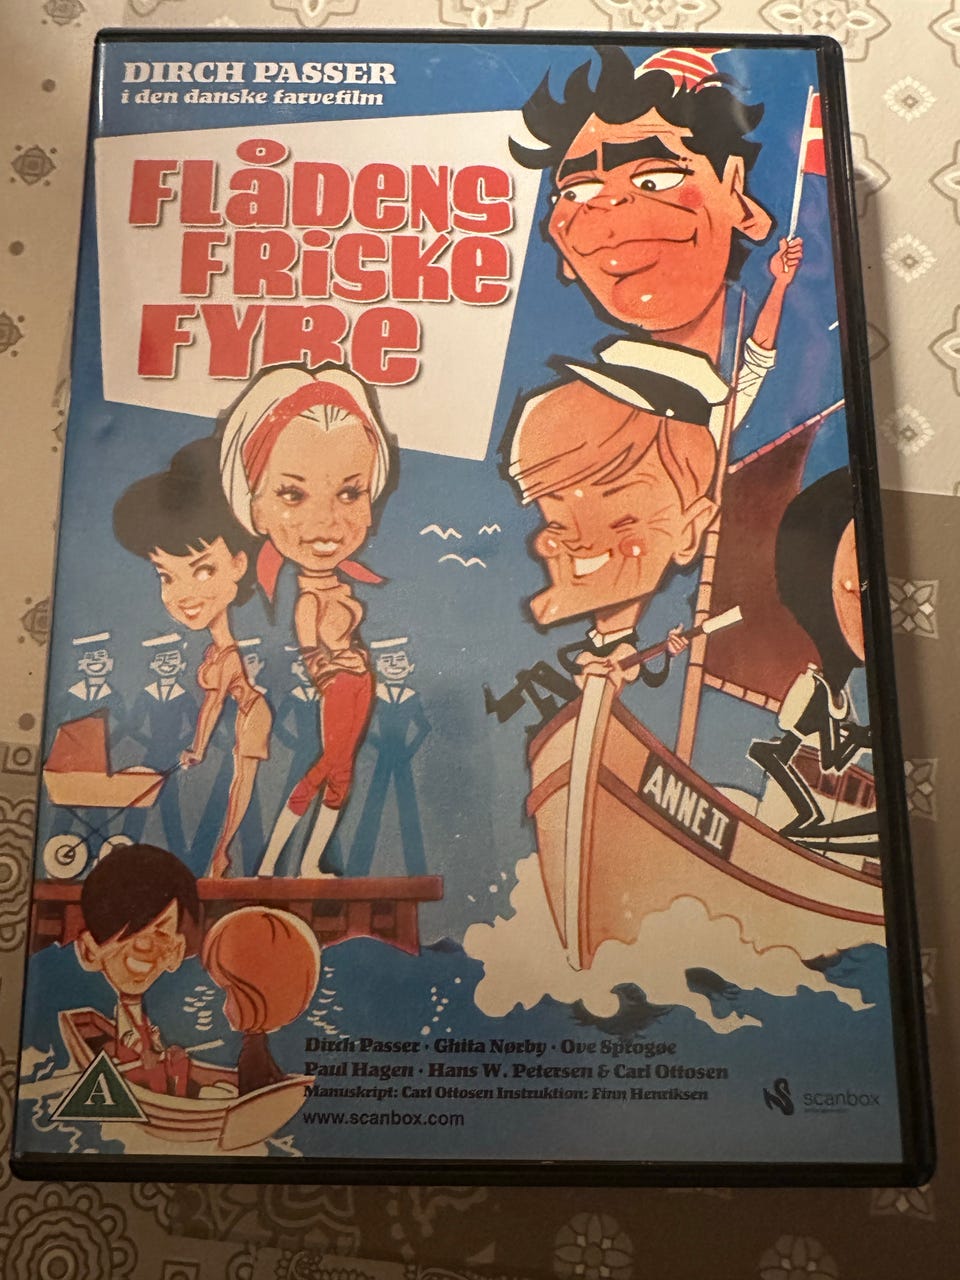 DIRCH PASSER
i den danske farvefilm
FLÅDENS
FRiSKE
FYRE
ANNE II
Dirch Passer · Ghita Nørby · Ove Sprogøe
Paul Hagen · Hans W. Petersen & Carl Ottosen
Manuskript: Carl Ottosen Instruktion: Finn Henriksen
www.scanbox.com
A
scanbox